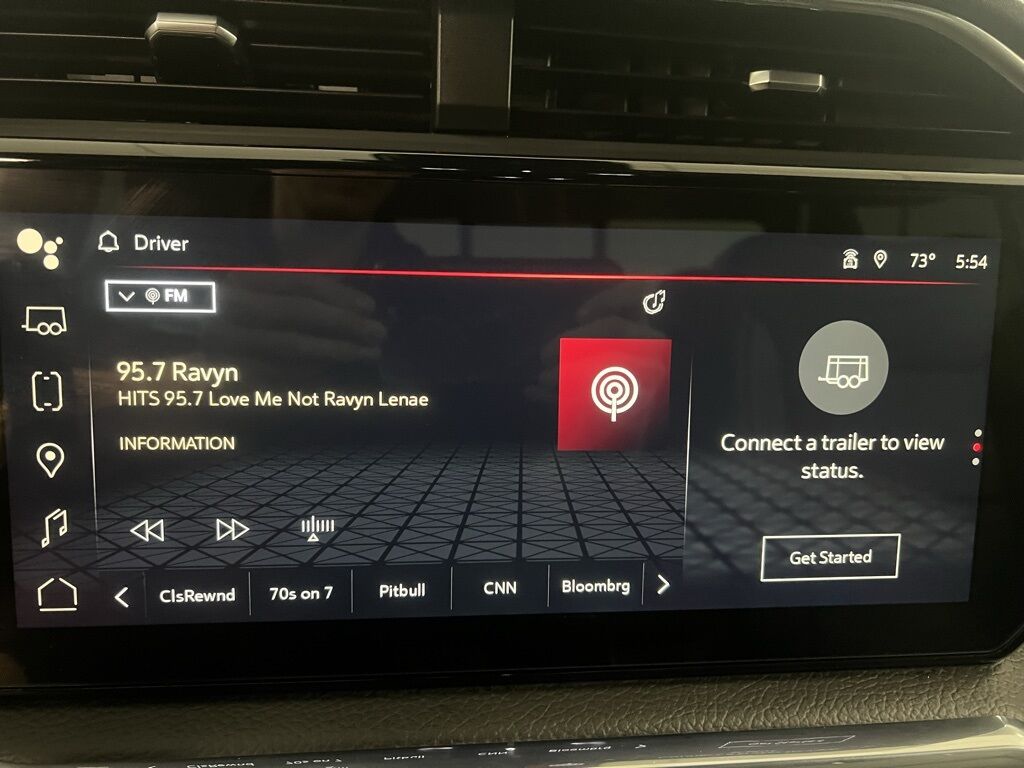 Driver
73° 5:54
FM
95.7 Ravyn
HITS 95.7 Love Me Not Ravyn Lenae
INFORMATION
Connect a trailer to view
status.
Get Started
ClsRewnd 70s on 7 Pitbull CNN Bloombrg